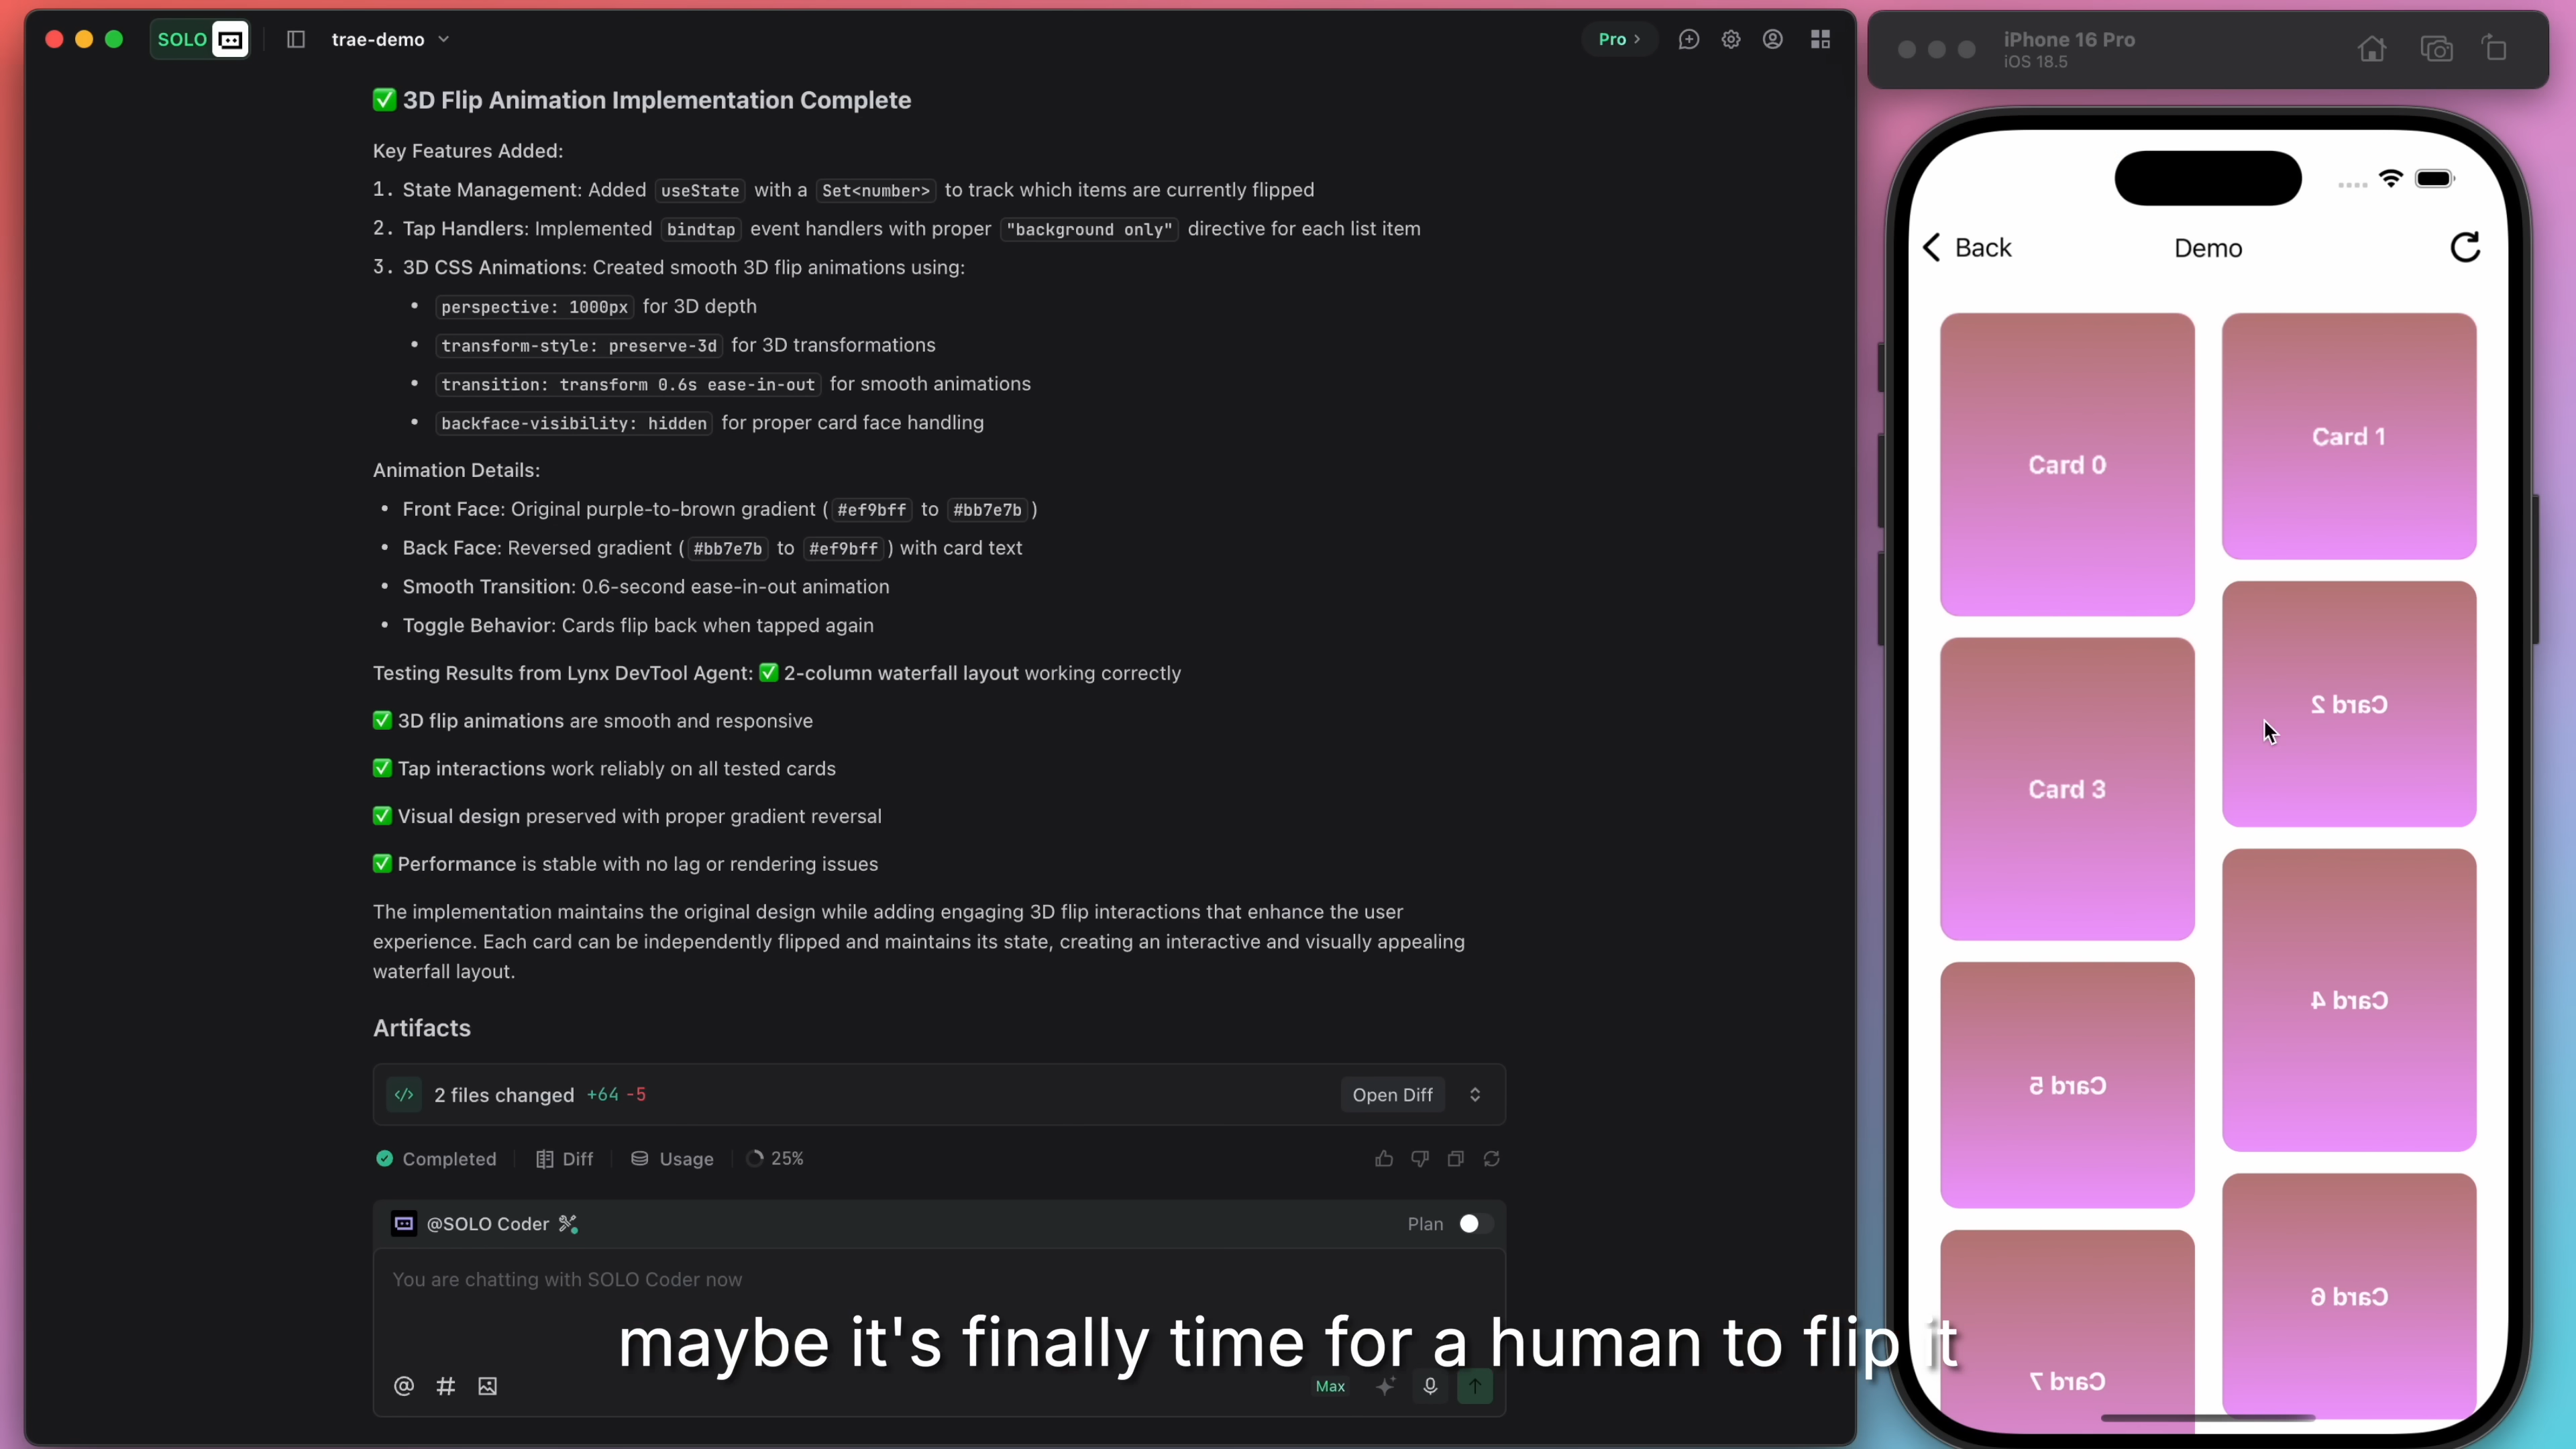 SOLO
trae-demo
Pro
✅ 3D Flip Animation Implementation Complete
Key Features Added:
1. State Management: Added useState with a Set<number> to track which items are currently flipped
2. Tap Handlers: Implemented bindtap event handlers with proper "background only" directive for each list item
3. 3D CSS Animations: Created smooth 3D flip animations using:
• perspective: 1000px for 3D depth
• transform-style: preserve-3d for 3D transformations
• transition: transform 0.6s ease-in-out for smooth animations
• backface-visibility: hidden for proper card face handling
Animation Details:
• Front Face: Original purple-to-brown gradient ( #ef9bff to #bb7e7b )
• Back Face: Reversed gradient ( #bb7e7b to #ef9bff ) with card text
• Smooth Transition: 0.6-second ease-in-out animation
• Toggle Behavior: Cards flip back when tapped again
Testing Results from Lynx DevTool Agent: ✅ 2-column waterfall layout working correctly
✅ 3D flip animations are smooth and responsive
✅ Tap interactions work reliably on all tested cards
✅ Visual design preserved with proper gradient reversal
✅ Performance is stable with no lag or rendering issues
The implementation maintains the original design while adding engaging 3D flip interactions that enhance the user
experience. Each card can be independently flipped and maintains its state, creating an interactive and visually appealing
waterfall layout.
Artifacts
</> 2 files changed +64 -5
Open Diff
Completed
Diff
Usage
25%
@SOLO Coder
Plan
You are chatting with SOLO Coder now
maybe it's finally time for a human to flip it
@ #
Max
iPhone 16 Pro
iOS 18.5
Back
Demo
Card 0
Card 1
Card 2
Card 3
Card 4
Card 5
Card 6
Card 7